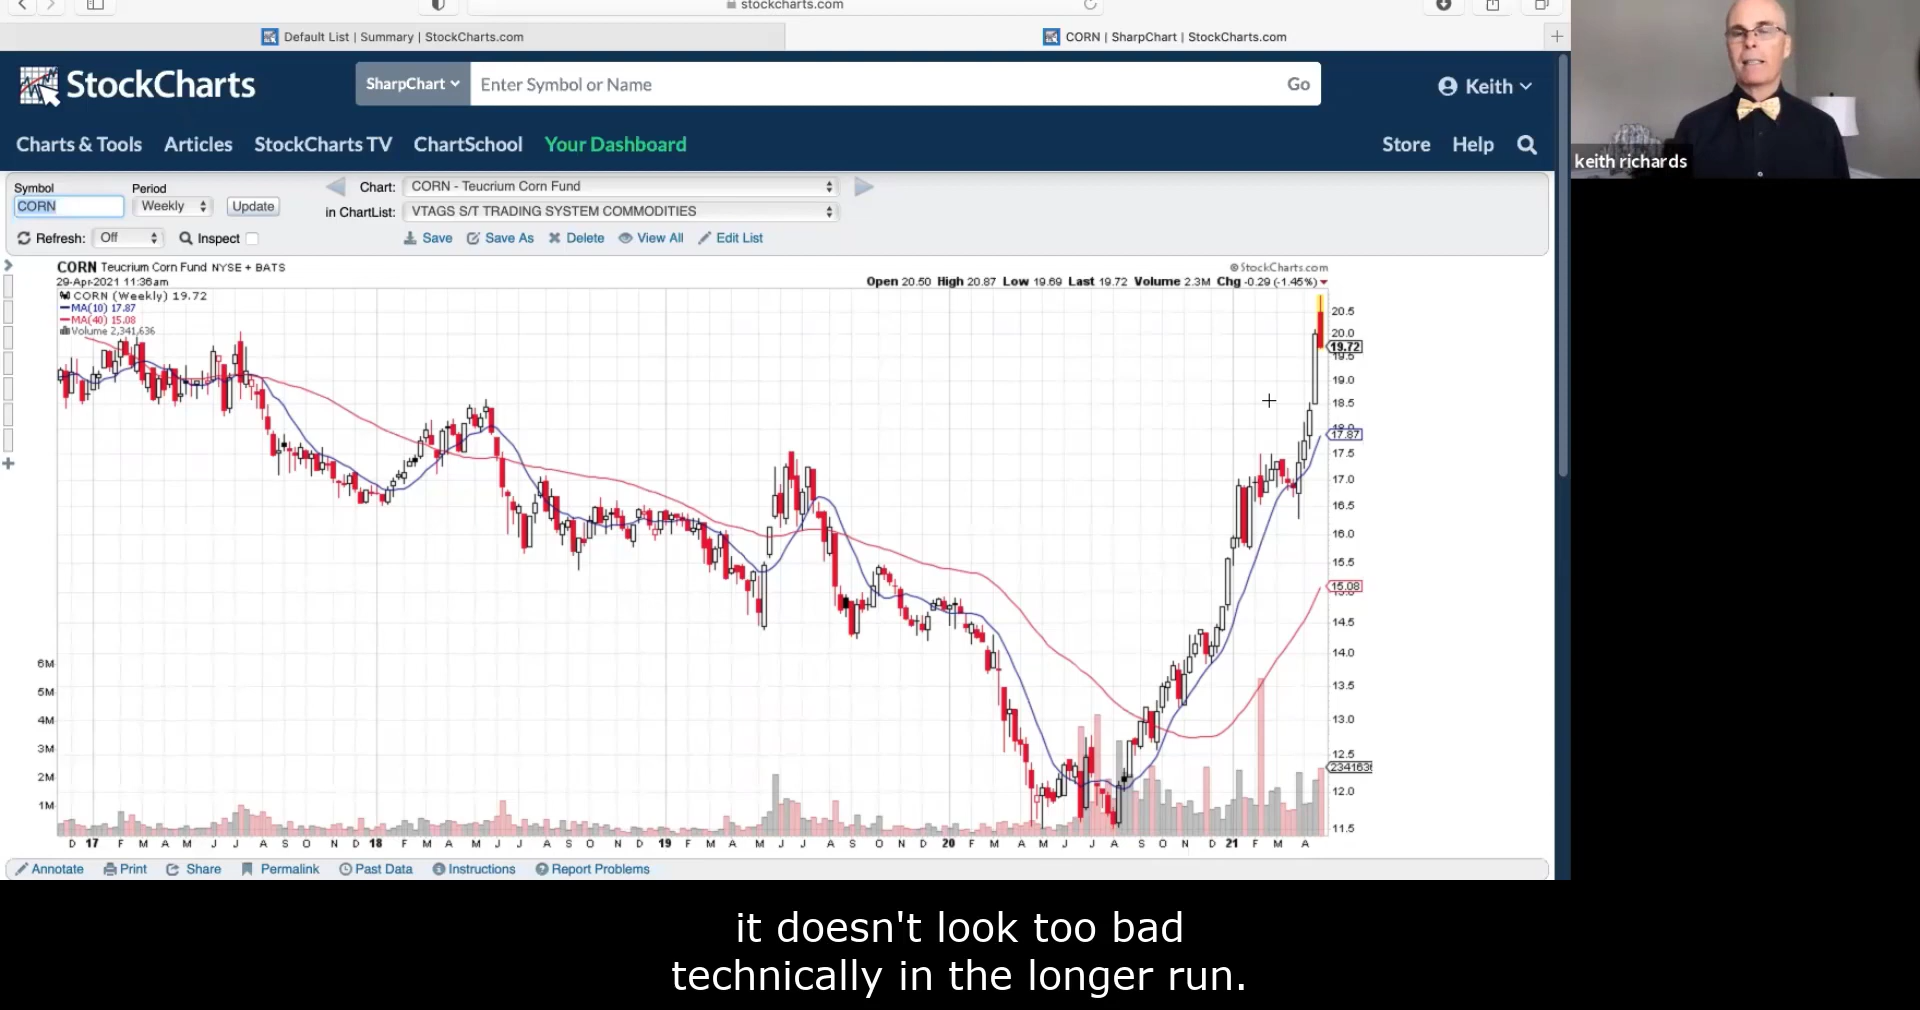 stockcharts.com
Default List | Summary | StockCharts.com
CORN | SharpChart | StockCharts.com
StockCharts
SharpChart
Enter Symbol or Name
Go
Keith
Charts & Tools Articles StockCharts TV ChartSchool Your Dashboard
Store Help
keith richards
Symbol
Period
Chart: CORN - Teucrium Corn Fund
CORN
Weekly
Update
in ChartList: VTAGS S/T TRADING SYSTEM COMMODITIES
Refresh: Off
Inspect
Save Save As Delete View All Edit List
CORN Teucrium Corn Fund NYSE + BATS
© StockCharts.com
29-Apr-2021 11:36am
Open 20.50 High 20.87 Low 19.69 Last 19.72 Volume 2.3M Chg -0.29 (-1.45%)
CORN (Weekly) 19.72
MA(10) 17.87
MA(40) 15.08
Volume 2,341,636
20.5
20.0
19.72
19.5
19.0
18.5
18.0
17.87
17.5
17.0
16.5
16.0
15.5
15.08
15.0
14.5
14.0
13.5
13.0
12.5
2341636
12.0
11.5
6M
5M
4M
3M
2M
1M
D 17 F M A M J J A S O N D 18 F M A M J J A S O N D 19 F M A M J J A S O N D 20 F M A M J J A S O N D 21 F M A
Annotate Print Share Permalink Past Data Instructions Report Problems
it doesn't look too bad
technically in the longer run.